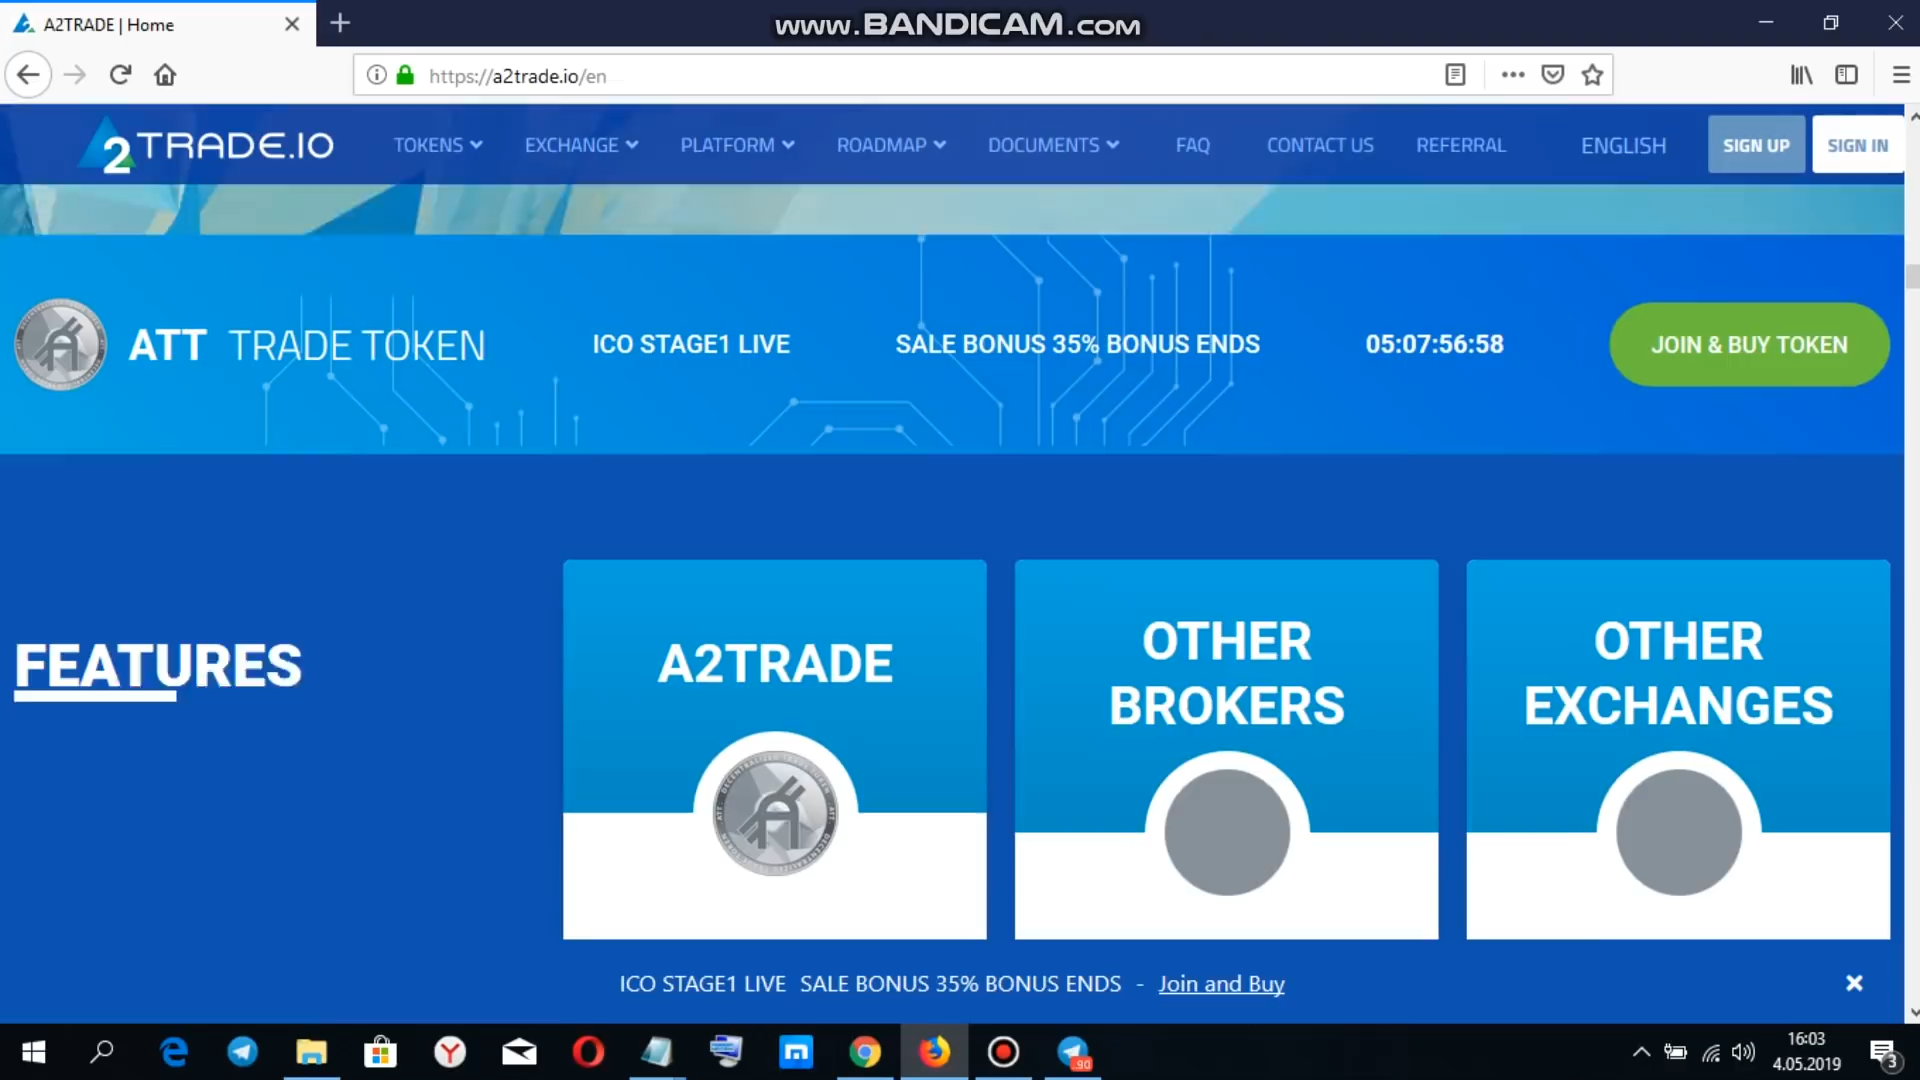 A2TRADE | Home
www.BANDICAM.com
https://a2trade.io/en
2TRADE.IO
TOKENS
EXCHANGE
PLATFORM
ROADMAP
DOCUMENTS
FAQ
CONTACT US
REFERRAL
ENGLISH
SIGN UP
SIGN IN
ATT TRADE TOKEN
ICO STAGE1 LIVE
SALE BONUS 35% BONUS ENDS
05:07:56:58
JOIN & BUY TOKEN
FEATURES
A2TRADE
OTHER
BROKERS
OTHER
EXCHANGES
ICO STAGE1 LIVE SALE BONUS 35% BONUS ENDS - Join and Buy
90
16:03
4.05.2019
3